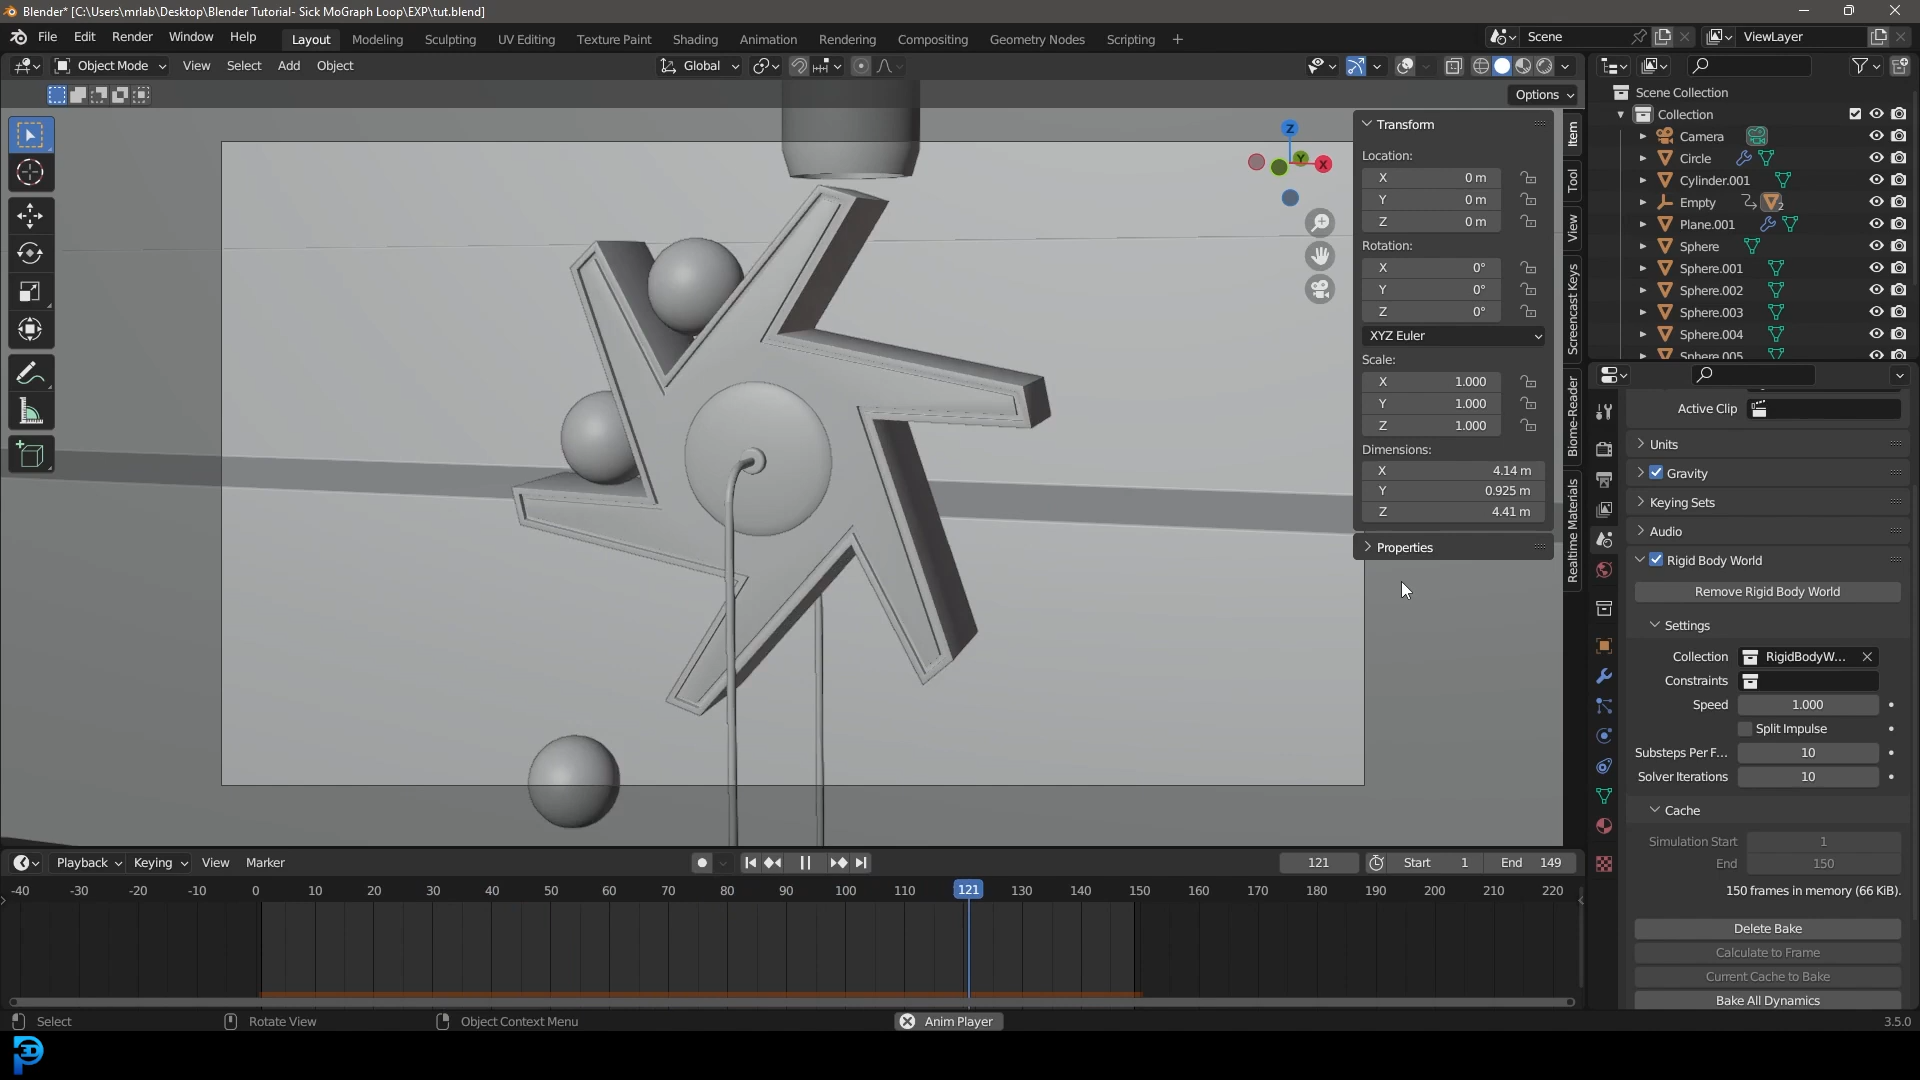 Blender* [C:\Users\mrlab\Desktop\Blender Tutorial- Sick MoGraph Loop\EXP\tut.blend]
File Edit Render Window Help
Layout Modeling Sculpting UV Editing Texture Paint Shading Animation Rendering Compositing Geometry Nodes Scripting +
Scene
ViewLayer
Object Mode View Select Add Object
Global
Options
Transform
Location:
X 0 m
Y 0 m
Z 0 m
Rotation:
X 0°
Y 0°
Z 0°
XYZ Euler
Scale:
X 1.000
Y 1.000
Z 1.000
Dimensions:
X 4.14 m
Y 0.925 m
Z 4.41 m
Properties
Z
Y
X
Item
Tool
View
Screencast Keys
Biome-Reader
Realtime Materials
Scene Collection
Collection
Camera
Circle
Cylinder.001
Empty
2
Plane.001
Sphere
Sphere.001
Sphere.002
Sphere.003
Sphere.004
Sphere.005
Active Clip
Units
Gravity
Keying Sets
Audio
Rigid Body World
Remove Rigid Body World
Settings
Collection RigidBodyW...
Constraints
Speed 1.000
Split Impulse
Substeps Per F... 10
Solver Iterations 10
Cache
Simulation Start 1
End 150
150 frames in memory (66 KiB).
Delete Bake
Calculate to Frame
Current Cache to Bake
Bake All Dynamics
Playback Keying View Marker
121
Start 1
End 149
-40 -30 -20 -10 0 10 20 30 40 50 60 70 80 90 100 110 121 130 140 150 160 170 180 190 200 210 220
Select
Rotate View
Object Context Menu
Anim Player
3.5.0
3D